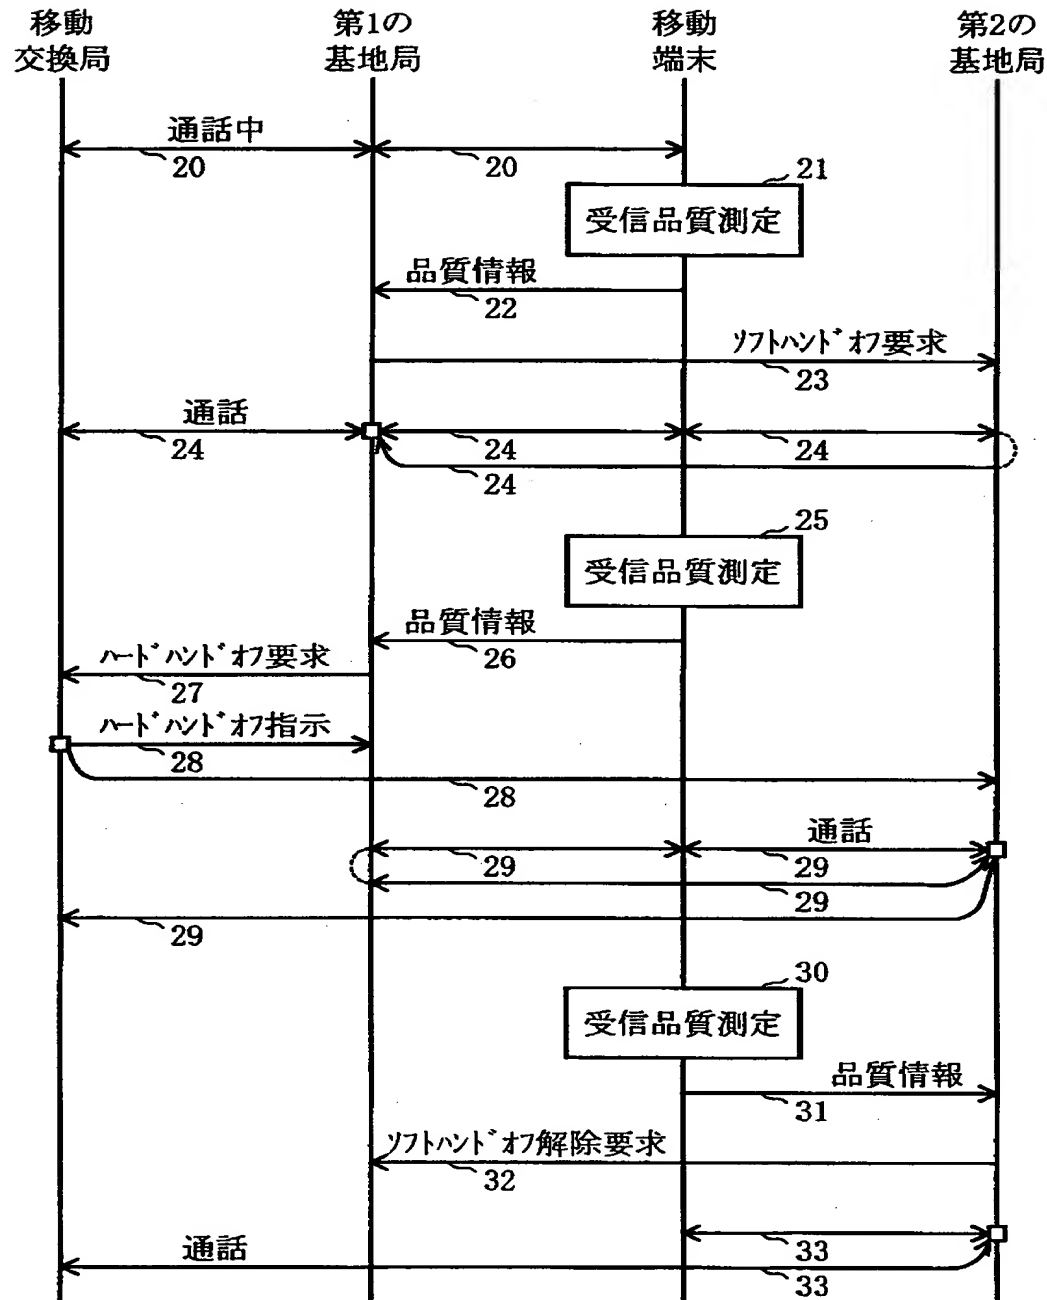 移動
交換局
第1の
基地局
移動
端末
第2の
基地局
通話中
20
20
21
受信品質測定
品質情報
22
ソフトハンドオフ要求
23
通話
24
24
24
24
25
受信品質測定
品質情報
26
ハードハンドオフ要求
27
ハードハンドオフ指示
28
28
通話
29
29
29
29
30
受信品質測定
品質情報
31
ソフトハンドオフ解除要求
32
33
通話
33